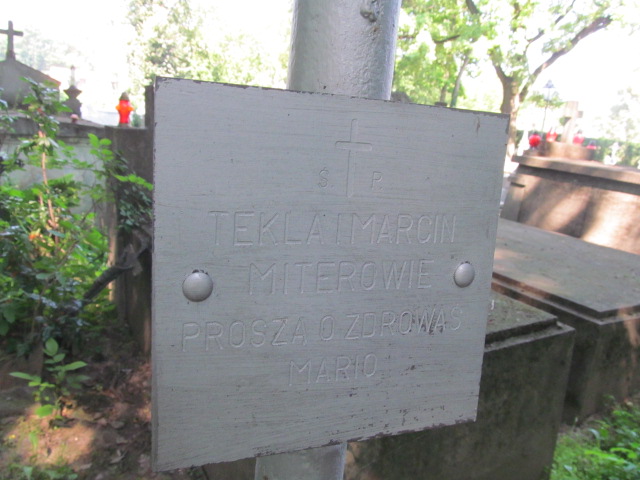 Ś P
TEKLA I MARCIN
MITEROWIE
PROSZĄ O ZDROWAŚ
MARIO